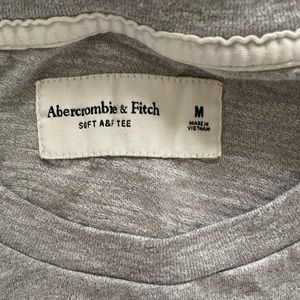 Abercrombie & Fitch
SOFT A&F TEE
M
MADE IN
VIETNAM